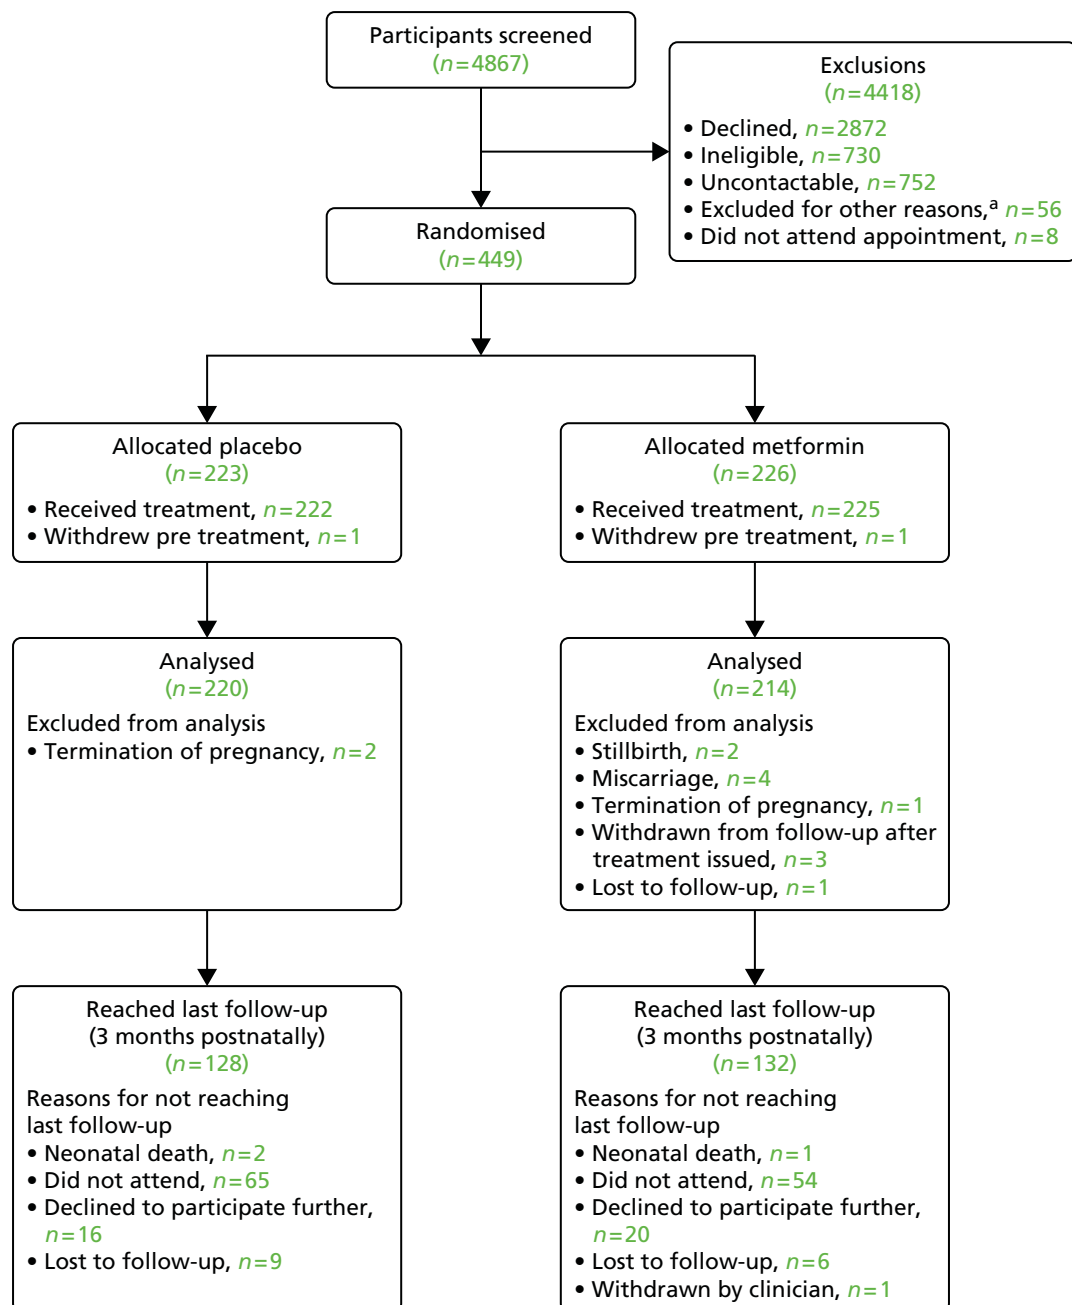 Participants screened
(n=4867)
Exclusions
(n=4418)
• Declined, n=2872
• Ineligible, n=730
• Uncontactable, n=752
• Excluded for other reasons,ᵃ n=56
• Did not attend appointment, n=8
Randomised
(n=449)
Allocated placebo
(n=223)
• Received treatment, n=222
• Withdrew pre treatment, n=1
Allocated metformin
(n=226)
• Received treatment, n=225
• Withdrew pre treatment, n=1
Analysed
(n=220)
Excluded from analysis
• Termination of pregnancy, n=2
Analysed
(n=214)
Excluded from analysis
• Stillbirth, n=2
• Miscarriage, n=4
• Termination of pregnancy, n=1
• Withdrawn from follow-up after
treatment issued, n=3
• Lost to follow-up, n=1
Reached last follow-up
(3 months postnatally)
(n=128)
Reasons for not reaching
last follow-up
• Neonatal death, n=2
• Did not attend, n=65
• Declined to participate further,
n=16
• Lost to follow-up, n=9
Reached last follow-up
(3 months postnatally)
(n=132)
Reasons for not reaching
last follow-up
• Neonatal death, n=1
• Did not attend, n=54
• Declined to participate further,
n=20
• Lost to follow-up, n=6
• Withdrawn by clinician, n=1